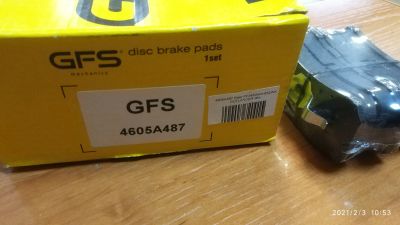 GFS disc brake pads
mechanics 1set
GFS
4605A487
2021/2/3 10:53